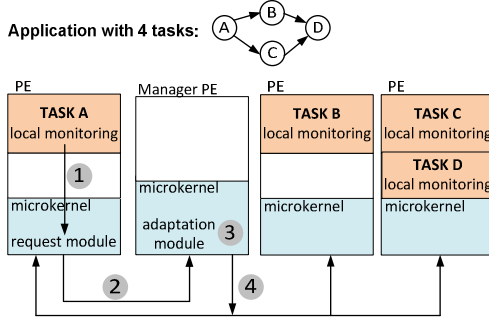 Application with 4 tasks:
A
B
C
D
PE
TASK A
local monitoring
1
microkernel
request module
2
Manager PE
microkernel
adaptation
module
3
4
PE
TASK B
local monitoring
microkernel
PE
TASK C
local monitoring
TASK D
local monitoring
microkernel